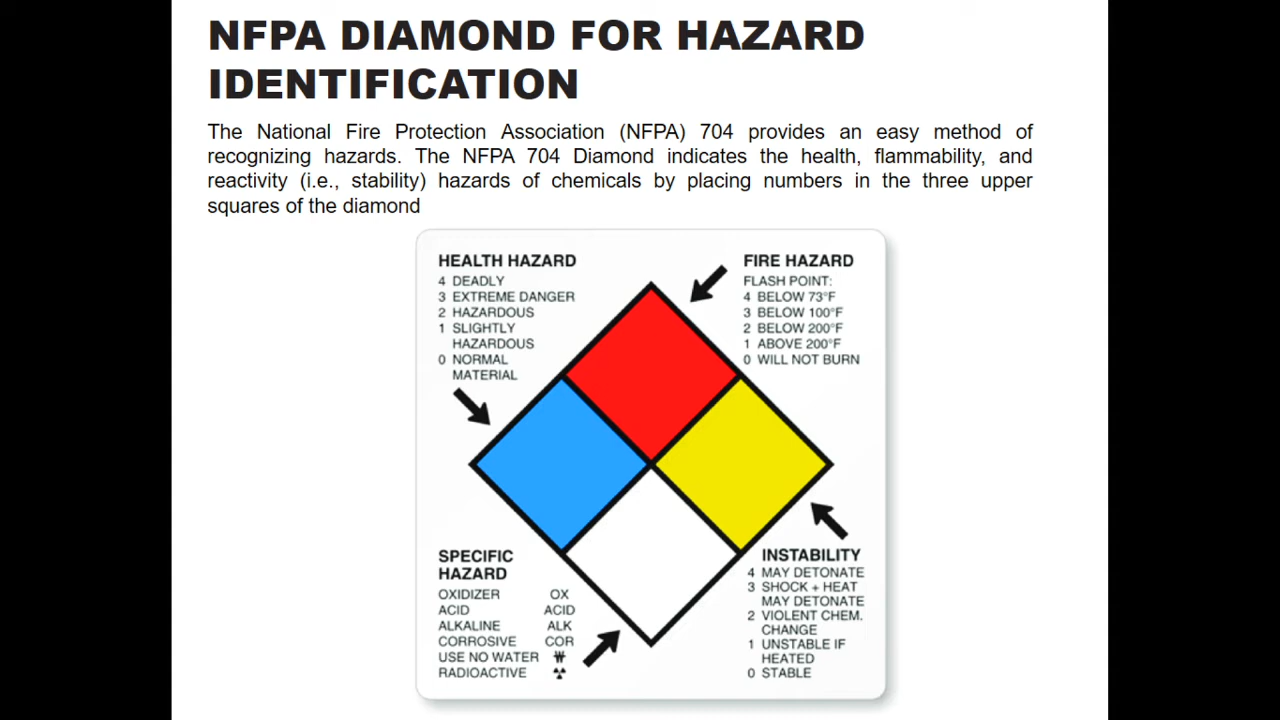 NFPA DIAMOND FOR HAZARD
IDENTIFICATION
The National Fire Protection Association (NFPA) 704 provides an easy method of
recognizing hazards. The NFPA 704 Diamond indicates the health, flammability, and
reactivity (i.e., stability) hazards of chemicals by placing numbers in the three upper
squares of the diamond
HEALTH HAZARD
4 DEADLY
3 EXTREME DANGER
2 HAZARDOUS
1 SLIGHTLY
HAZARDOUS
0 NORMAL
MATERIAL
FIRE HAZARD
FLASH POINT:
4 BELOW 73°F
3 BELOW 100°F
2 BELOW 200°F
1 ABOVE 200°F
0 WILL NOT BURN
SPECIFIC
HAZARD
OXIDIZER OX
ACID ACID
ALKALINE ALK
CORROSIVE COR
USE NO WATER W
RADIOACTIVE
INSTABILITY
4 MAY DETONATE
3 SHOCK + HEAT
MAY DETONATE
2 VIOLENT CHEM.
CHANGE
1 UNSTABLE IF
HEATED
0 STABLE